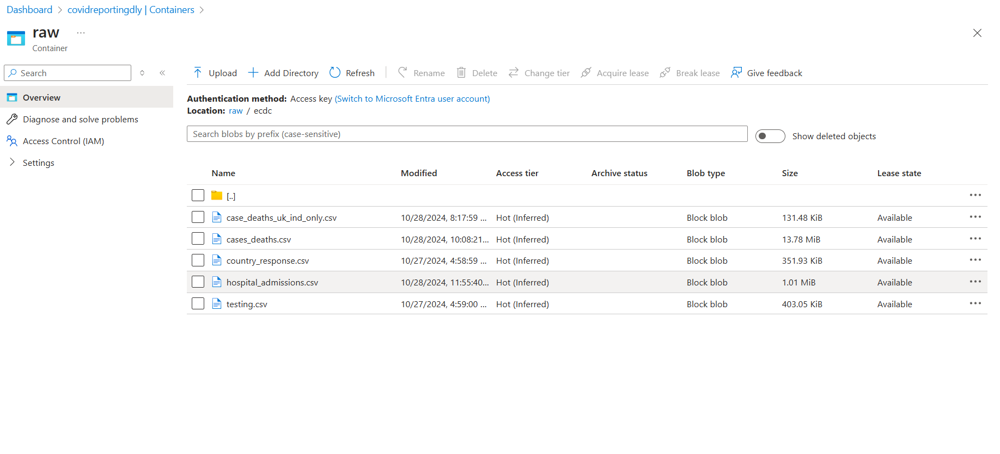 Dashboard > covidreportingdly | Containers >
raw ...
Container
Search
Overview
Diagnose and solve problems
Access Control (IAM)
Settings
Upload Add Directory Refresh Rename Delete Change tier Acquire lease Break lease Give feedback
Authentication method: Access key (Switch to Microsoft Entra user account)
Location: raw / ecdc
Search blobs by prefix (case-sensitive)
Show deleted objects
Name Modified Access tier Archive status Blob type Size Lease state
[..]
case_deaths_uk_ind_only.csv 10/28/2024, 8:17:59 ... Hot (Inferred) Block blob 131.48 KiB Available
cases_deaths.csv 10/28/2024, 10:08:21... Hot (Inferred) Block blob 13.78 MiB Available
country_response.csv 10/27/2024, 4:58:59 ... Hot (Inferred) Block blob 351.93 KiB Available
hospital_admissions.csv 10/28/2024, 11:55:40... Hot (Inferred) Block blob 1.01 MiB Available
testing.csv 10/27/2024, 4:59:00 ... Hot (Inferred) Block blob 403.05 KiB Available